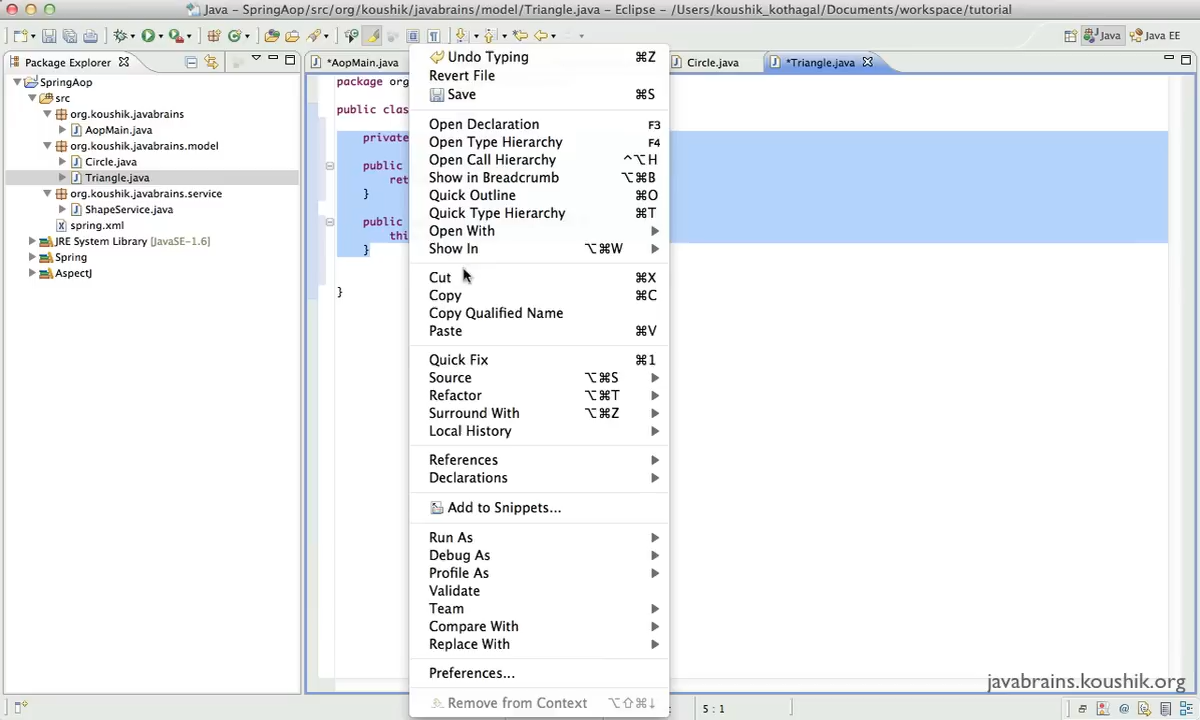 Java – SpringAop/src/org/koushik/javabrains/model/Triangle.java – Eclipse – /Users/koushik_kothagal/Documents/workspace/tutorial
Java
Java EE
Package Explorer
*AopMain.java
Circle.java
*Triangle.java
SpringAop
src
org.koushik.javabrains
AopMain.java
org.koushik.javabrains.model
Circle.java
Triangle.java
org.koushik.javabrains.service
ShapeService.java
spring.xml
JRE System Library [JavaSE-1.6]
Spring
AspectJ
package org
public clas
private
public
ret
}
public
thi
}
}
Undo Typing ⌘Z
Revert File
Save ⌘S
Open Declaration F3
Open Type Hierarchy F4
Open Call Hierarchy ^⌥H
Show in Breadcrumb ⌥⌘B
Quick Outline ⌘O
Quick Type Hierarchy ⌘T
Open With
Show In ⌥⌘W
Cut ⌘X
Copy ⌘C
Copy Qualified Name
Paste ⌘V
Quick Fix ⌘1
Source ⌥⌘S
Refactor ⌥⌘T
Surround With ⌥⌘Z
Local History
References
Declarations
Add to Snippets...
Run As
Debug As
Profile As
Validate
Team
Compare With
Replace With
Preferences...
Remove from Context ⌥⇧⌘↓
javabrains.koushik.org
5 : 1